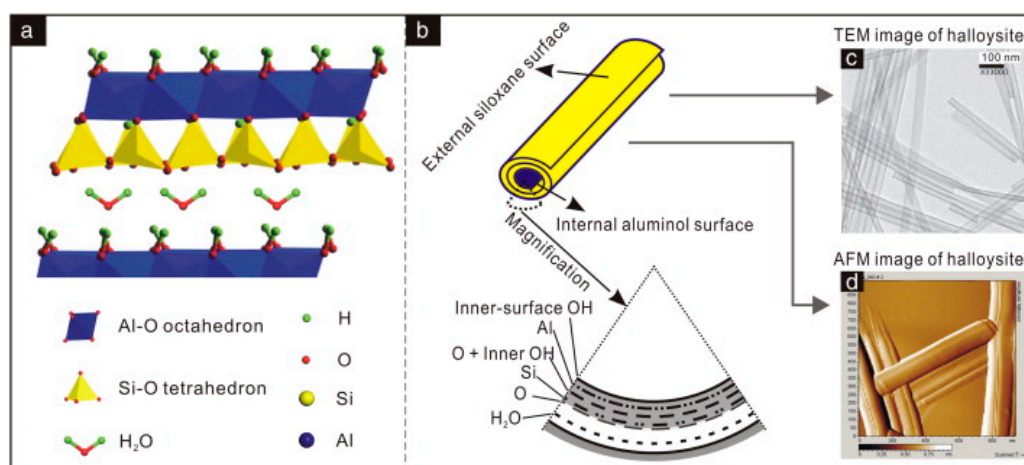 a
Al-O octahedron
Si-O tetrahedron
H₂O
H
O
Si
Al
b
External siloxane surface
Internal aluminol surface
Magnification
Inner-surface OH
Al
O + Inner OH
Si
O
H₂O
TEM image of halloysite
c
100 nm
X33000
AFM image of halloysite
d